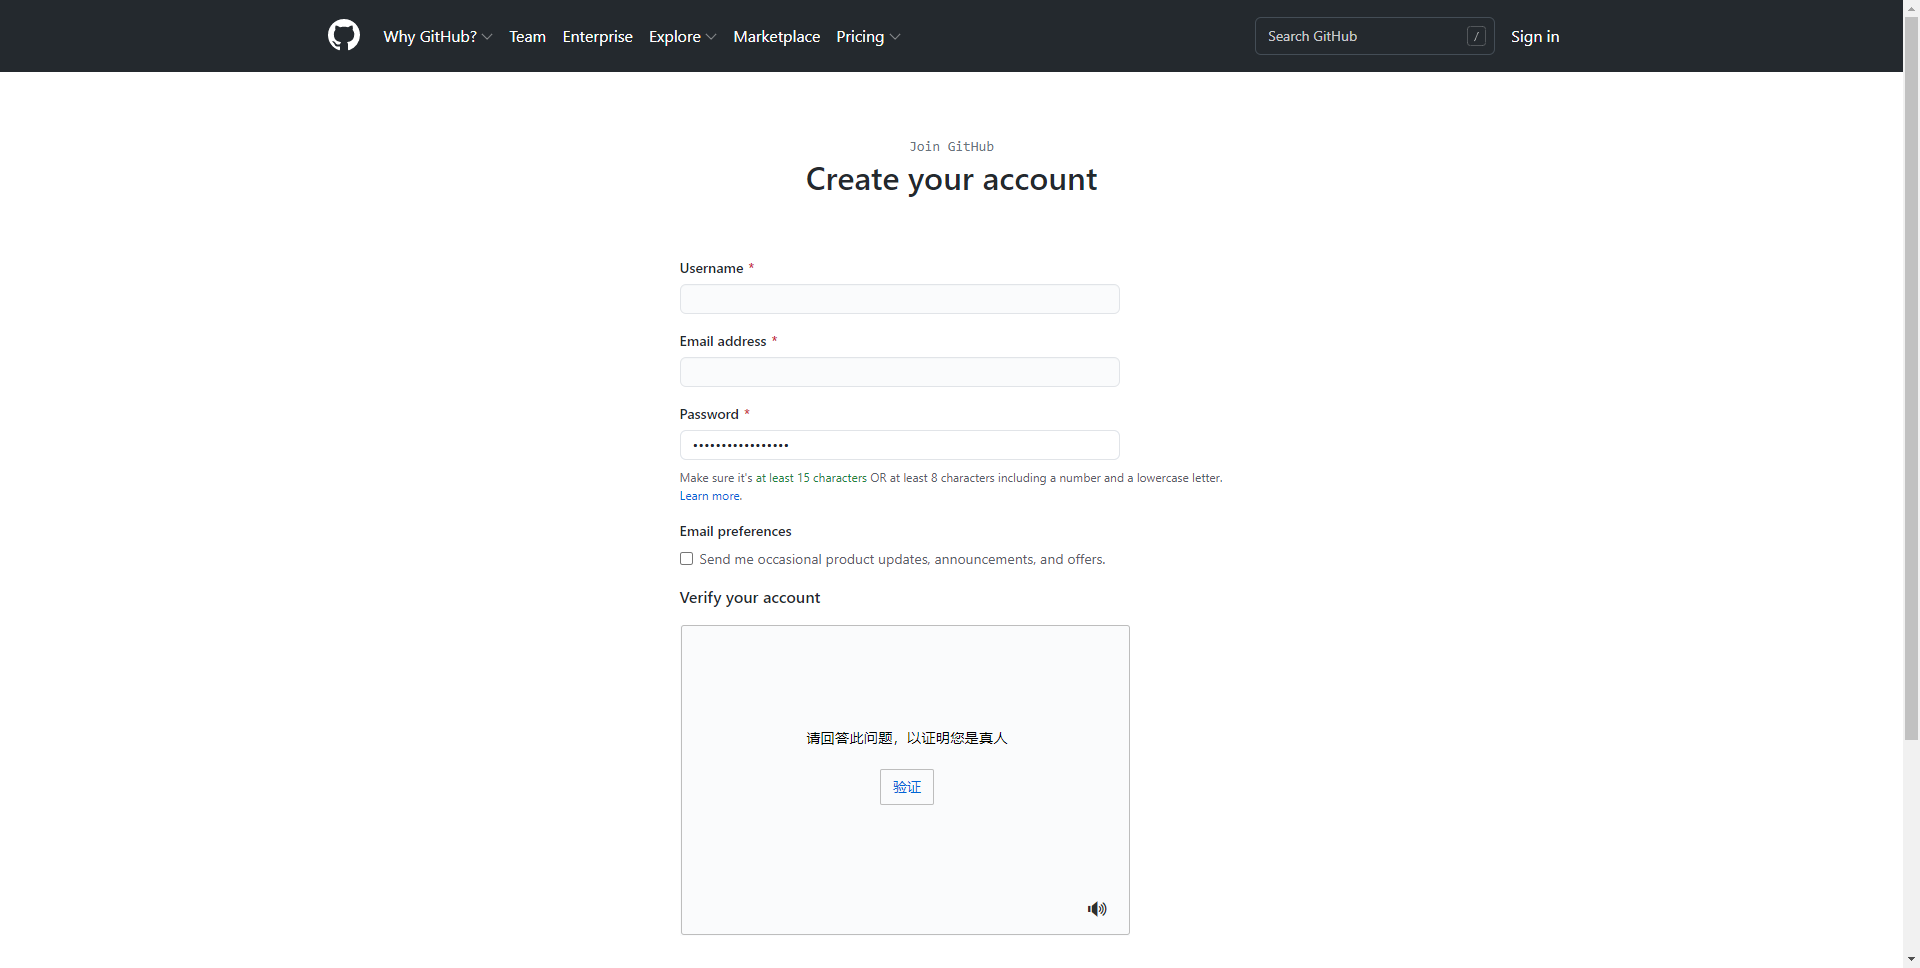 Why GitHub? Team Enterprise Explore Marketplace Pricing Search GitHub / Sign in
Join GitHub
Create your account
Username *
Email address *
Password *
•••••••••••••••••
Make sure it's at least 15 characters OR at least 8 characters including a number and a lowercase letter.
Learn more.
Email preferences
Send me occasional product updates, announcements, and offers.
Verify your account
请回答此问题，以证明您是真人
验证